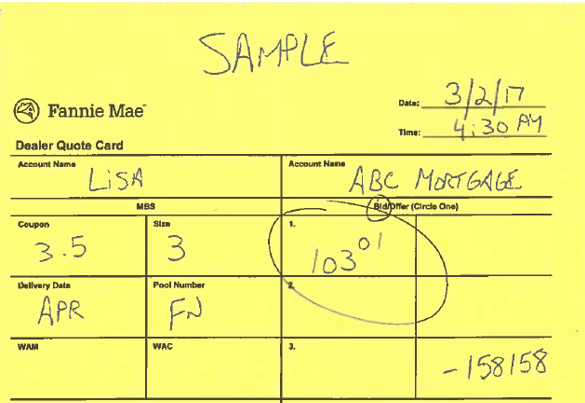 SAMPLE
Fannie Mae
Date: 3/2/17
Time: 4:30 PM
Dealer Quote Card
Account Name
LiSA
Account Name
ABC MORTGAGE
MBS
Bid/Offer (Circle One)
Coupon
3.5
Size
3
1.
103 01
Delivery Date
APR
Pool Number
FN
2.
WAM
WAC
3.
-158158